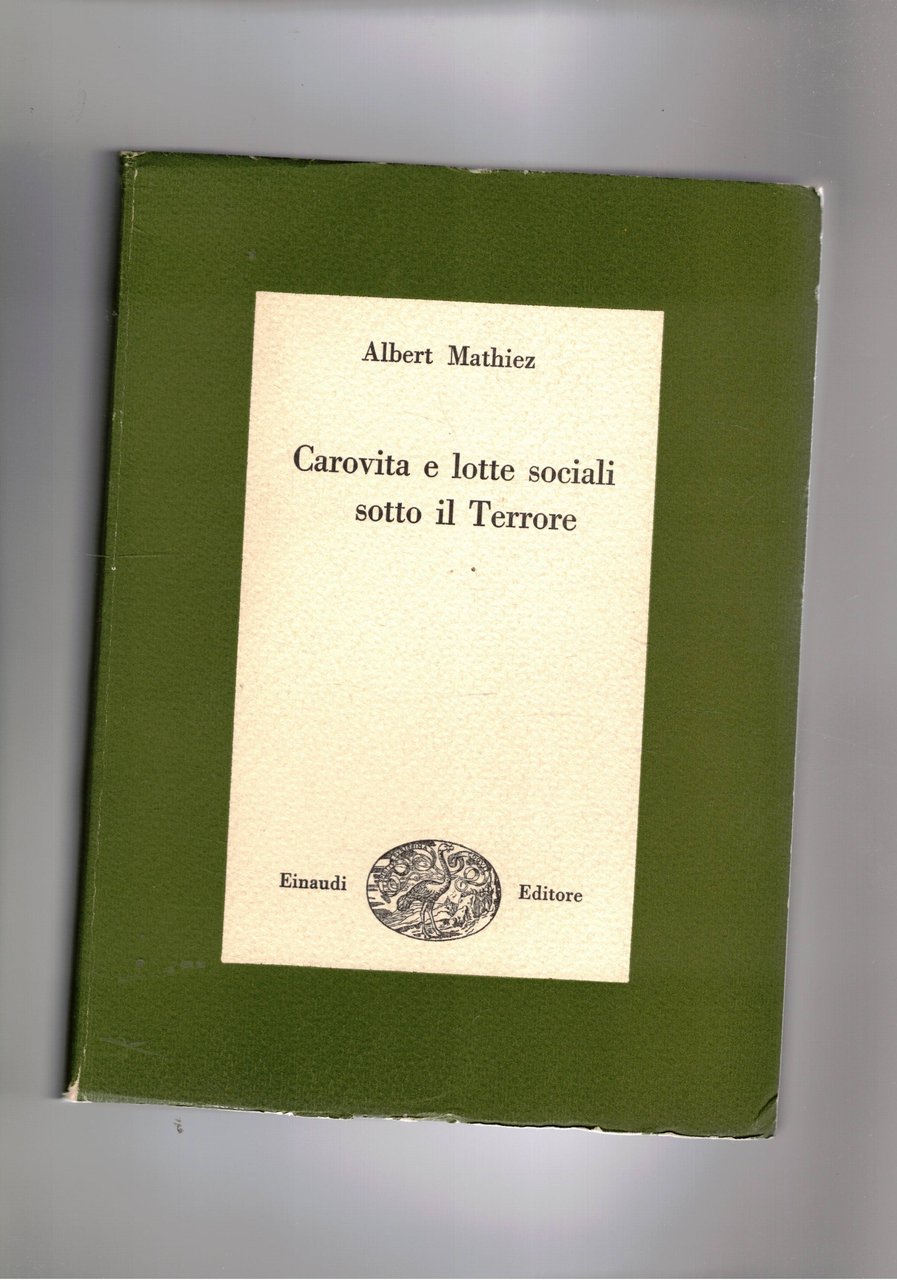 Albert Mathiez
Carovita e lotte sociali
sotto il Terrore
Einaudi Editore